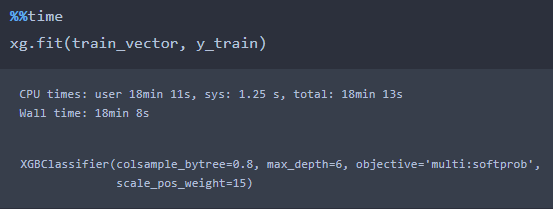 %%time
xg.fit(train_vector, y_train)
CPU times: user 18min 11s, sys: 1.25 s, total: 18min 13s
Wall time: 18min 8s
XGBClassifier(colsample_bytree=0.8, max_depth=6, objective='multi:softprob',
scale_pos_weight=15)